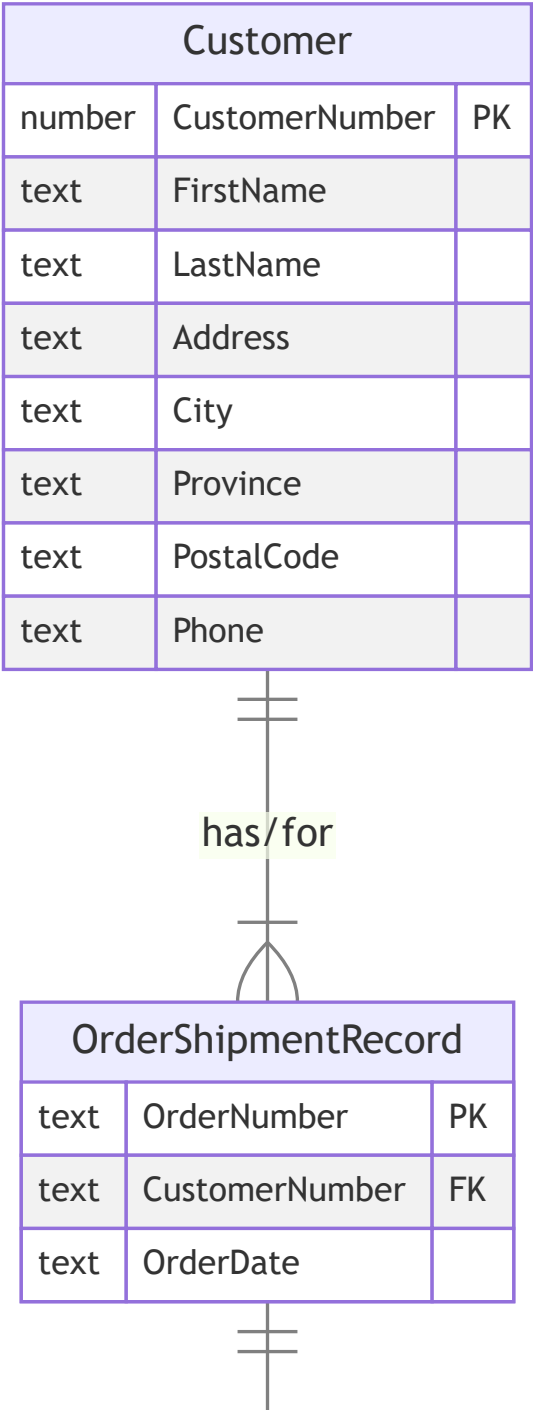 Customer
number CustomerNumber PK
text FirstName
text LastName
text Address
text City
text Province
text PostalCode
text Phone
has/for
OrderShipmentRecord
text OrderNumber PK
text CustomerNumber FK
text OrderDate